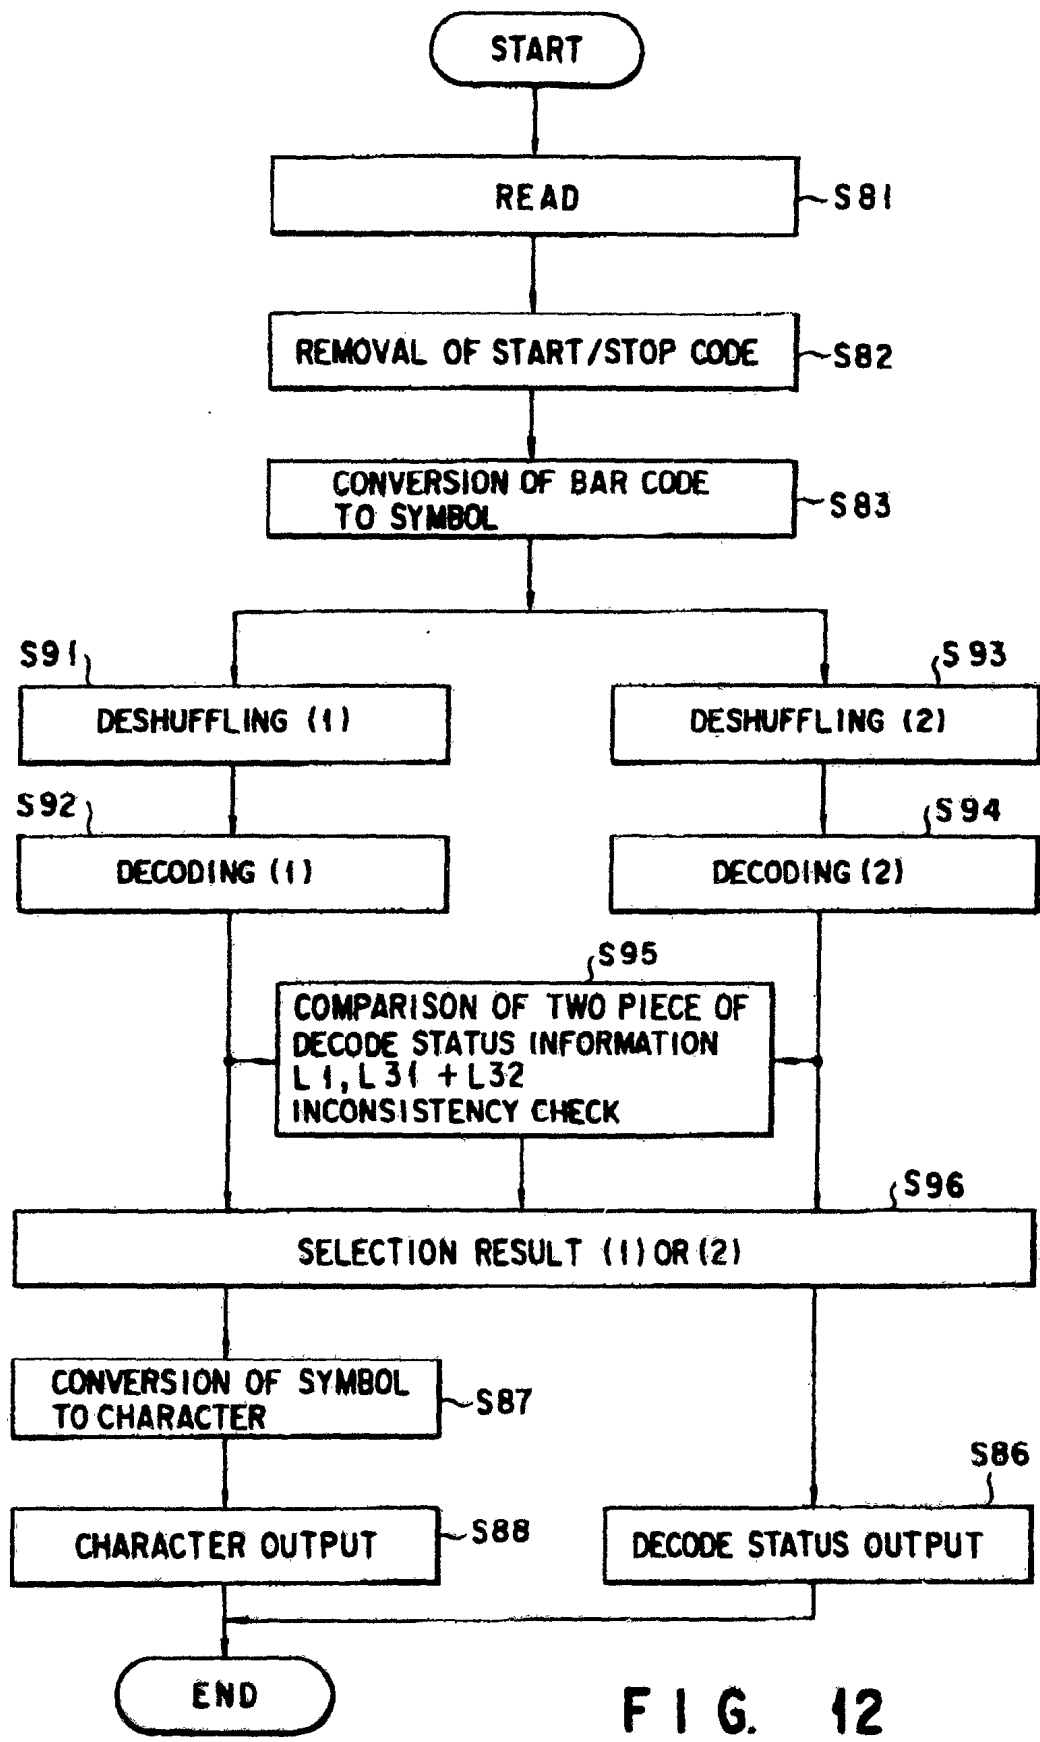 START
READ
S81
REMOVAL OF START/STOP CODE
S82
CONVERSION OF BAR CODE
TO SYMBOL
S83
S91
DESHUFFLING (1)
S93
DESHUFFLING (2)
S92
DECODING (1)
S94
DECODING (2)
S95
COMPARISON OF TWO PIECE OF
DECODE STATUS INFORMATION
L1, L31 + L32
INCONSISTENCY CHECK
S96
SELECTION RESULT (1) OR (2)
CONVERSION OF SYMBOL
TO CHARACTER
S87
S86
CHARACTER OUTPUT
S88
DECODE STATUS OUTPUT
END
FIG. 12